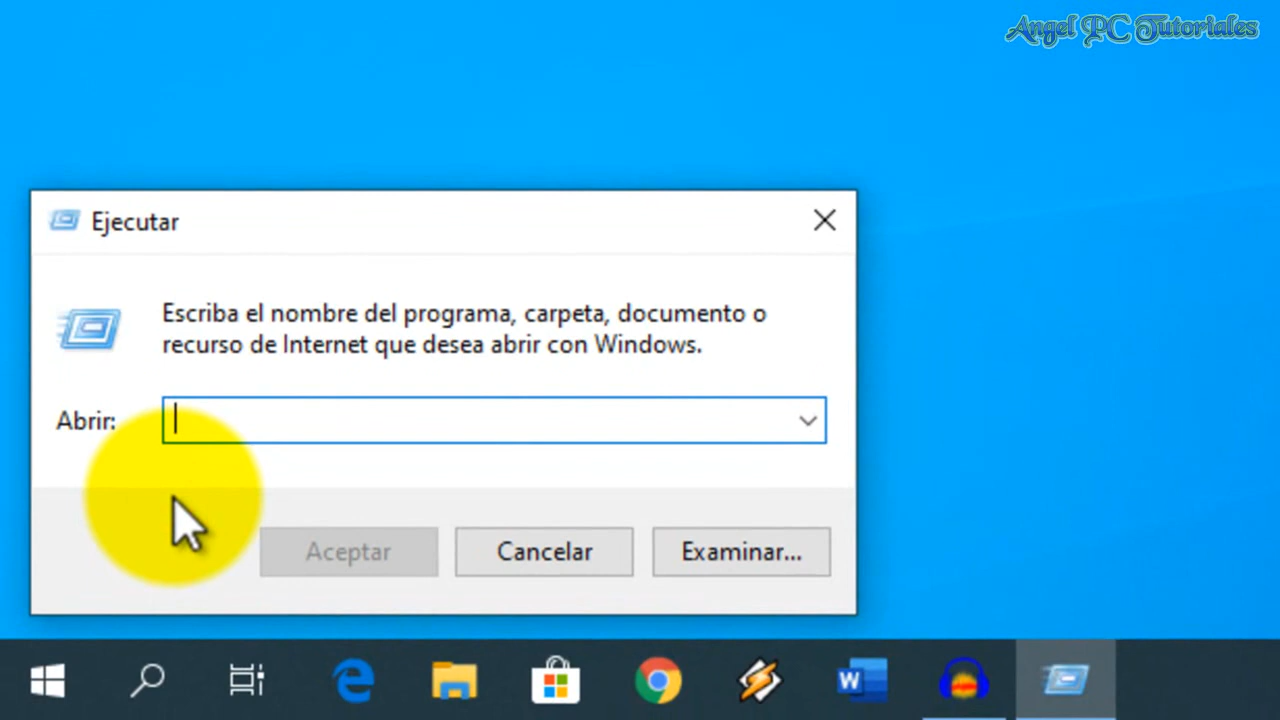 Angel PC Tutoriales
Ejecutar
Escriba el nombre del programa, carpeta, documento o
recurso de Internet que desea abrir con Windows.
Abrir:
Aceptar
Cancelar
Examinar...
W